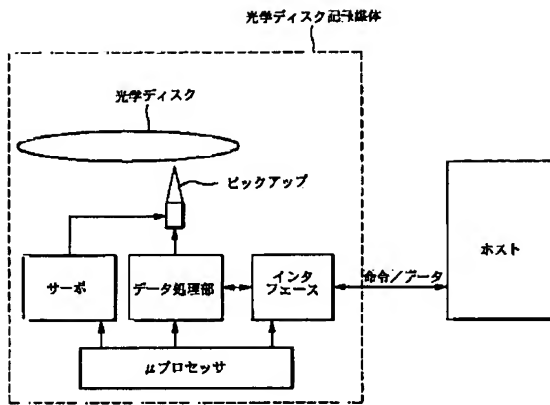 光学ディスク記録媒体
光学ディスク
ピックアップ
サーボ
データ処理部
インタ
フェース
命令／データ
ホスト
μプロセッサ